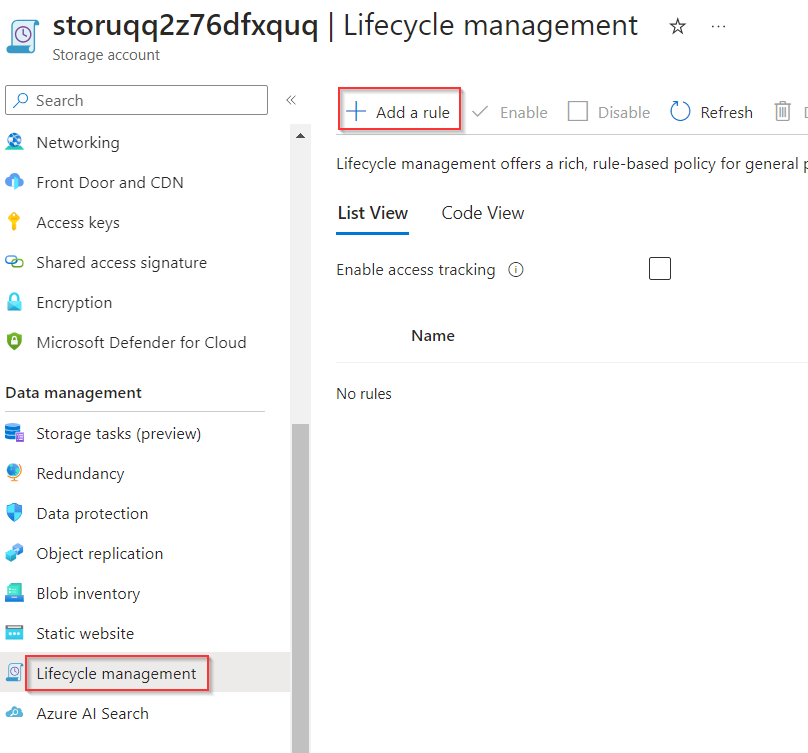 storuqq2z76dfxquq | Lifecycle management
Storage account
Search
Networking
Front Door and CDN
Access keys
Shared access signature
Encryption
Microsoft Defender for Cloud
Data management
Storage tasks (preview)
Redundancy
Data protection
Object replication
Blob inventory
Static website
Lifecycle management
Azure AI Search
Add a rule Enable Disable Refresh
Lifecycle management offers a rich, rule-based policy for general
List View Code View
Enable access tracking
Name
No rules